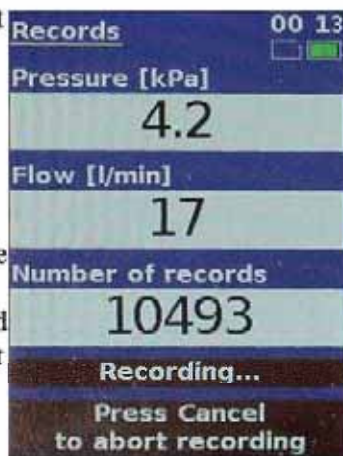 Records 00 13
Pressure [kPa]
4.2
Flow [l/min]
17
Number of records
10493
Recording...
Press Cancel
to abort recording